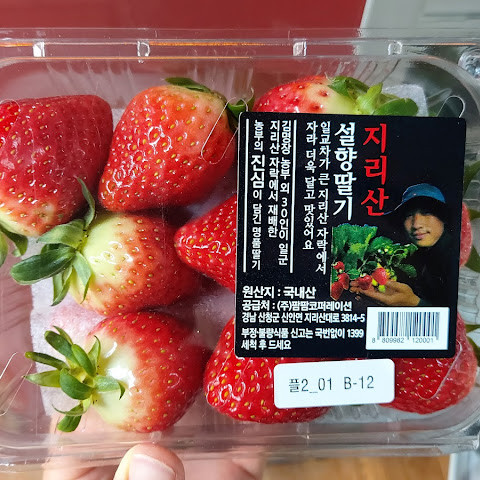 지리산
설향딸기
일교차가 큰 지리산 자락에서
자라 더욱 달고 맛있어요
김명장 농부 외 30인이 일군
지리산 자락에서 재배한
농부의 진심이 담긴 명품딸기
원산지 : 국내산
공급처 : (주)팜팜코퍼레이션
경남 산청군 신안면 지리산대로 3814-5
부정·불량식품 신고는 국번없이 1399
세척 후 드세요
8 809982 120001
플2_01 B-12